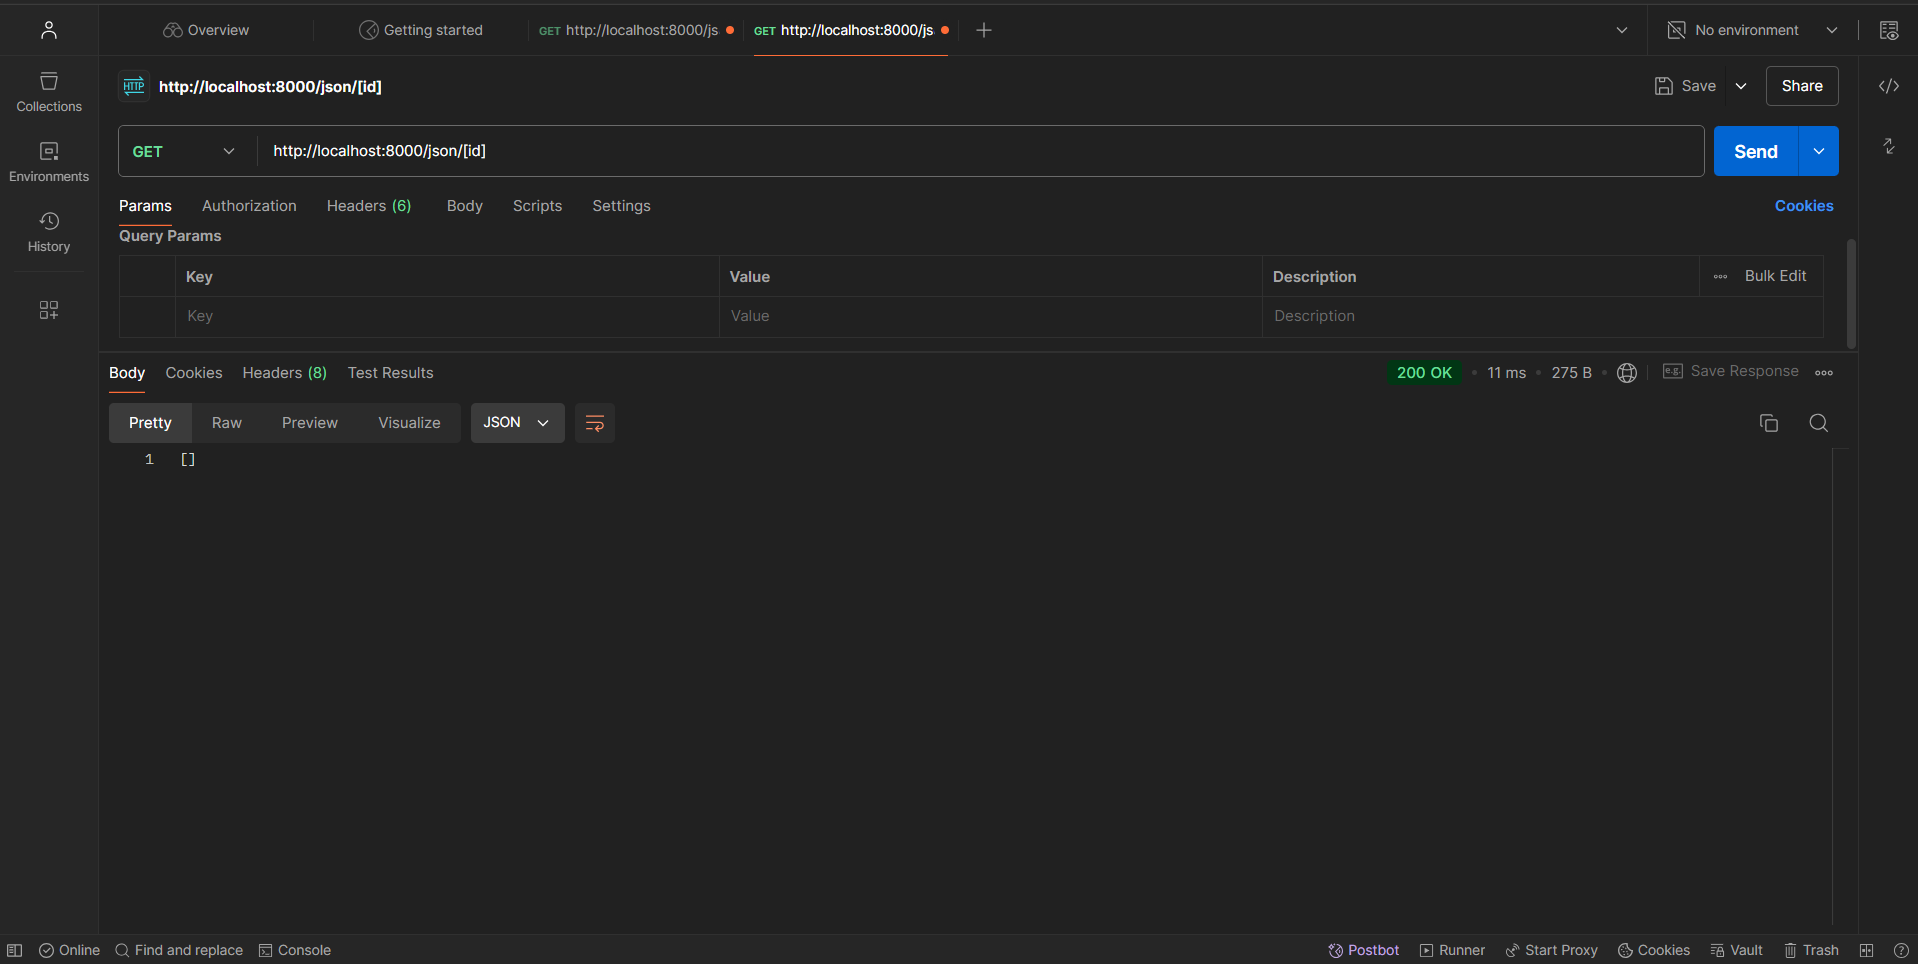 Overview
Getting started
GET http://localhost:8000/js
GET http://localhost:8000/js
No environment
Collections
Environments
History
HTTP http://localhost:8000/json/[id]
Save
Share
GET
http://localhost:8000/json/[id]
Send
Params Authorization Headers (6) Body Scripts Settings
Cookies
Query Params
Key Value Description Bulk Edit
Key Value Description
Body Cookies Headers (8) Test Results
200 OK • 11 ms • 275 B •
e.g. Save Response
Pretty Raw Preview Visualize JSON
1 []
Online Find and replace Console
Postbot Runner Start Proxy Cookies Vault Trash